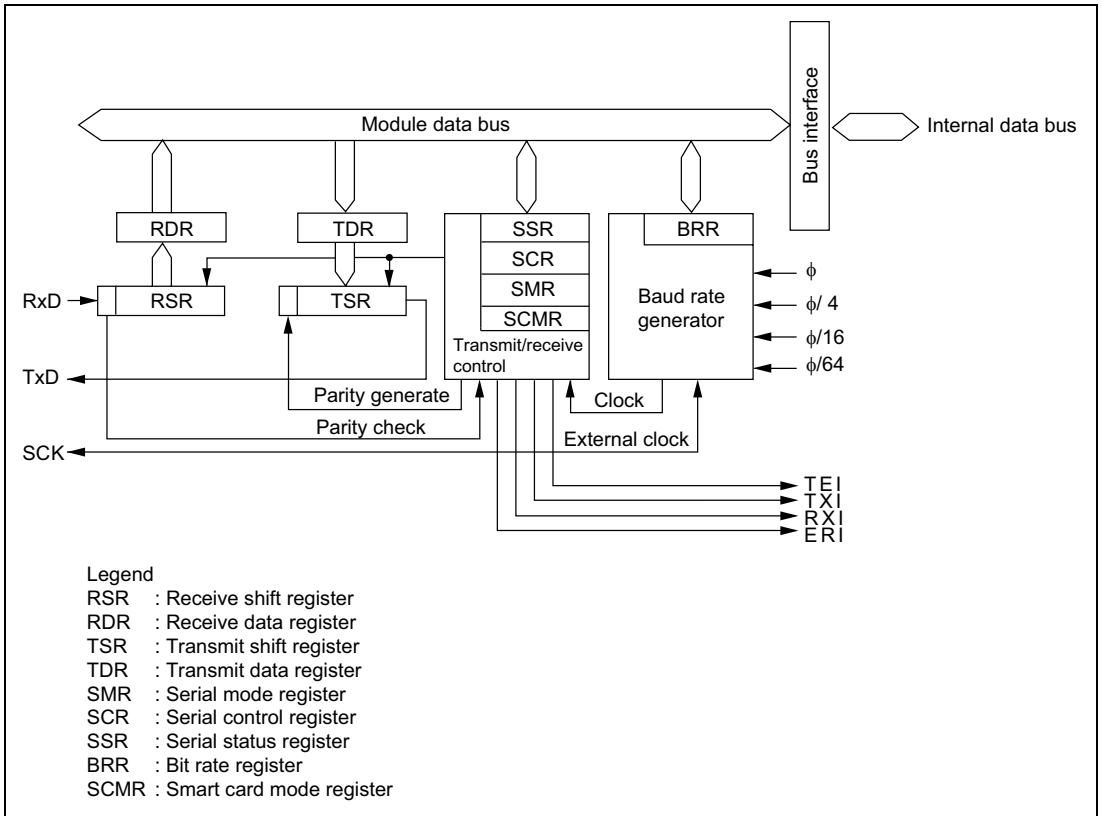 Module data bus
Bus interface
Internal data bus
RDR
TDR
SSR
BRR
SCR
SMR
SCMR
Transmit/receive
control
Baud rate
generator
ϕ
ϕ/ 4
ϕ/16
ϕ/64
RxD
RSR
TSR
TxD
Parity generate
Clock
Parity check
External clock
SCK
TEI
TXI
RXI
ERI
Legend
RSR : Receive shift register
RDR : Receive data register
TSR : Transmit shift register
TDR : Transmit data register
SMR : Serial mode register
SCR : Serial control register
SSR : Serial status register
BRR : Bit rate register
SCMR : Smart card mode register